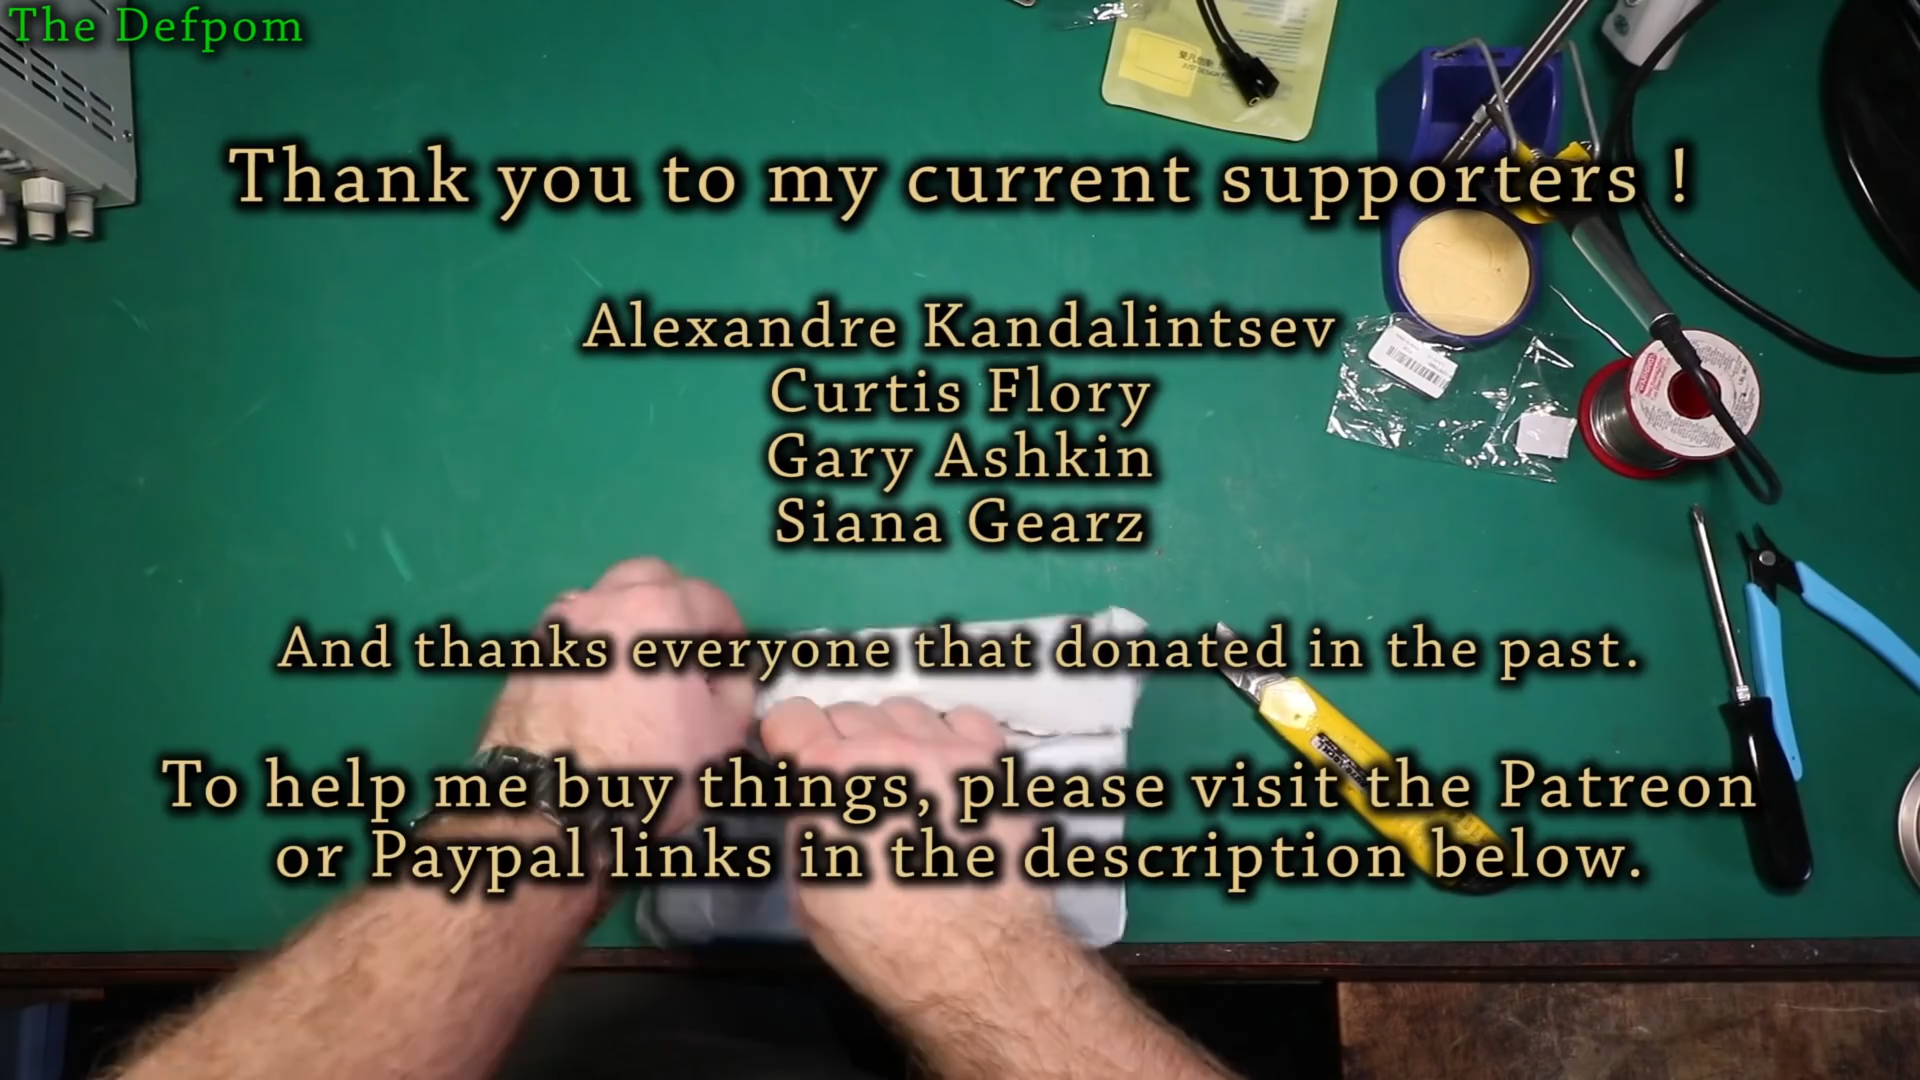 The Defpom
Thank you to my current supporters !
Alexandre Kandalintsev
Curtis Flory
Gary Ashkin
Siana Gearz
And thanks everyone that donated in the past.
To help me buy things, please visit the Patreon
or Paypal links in the description below.